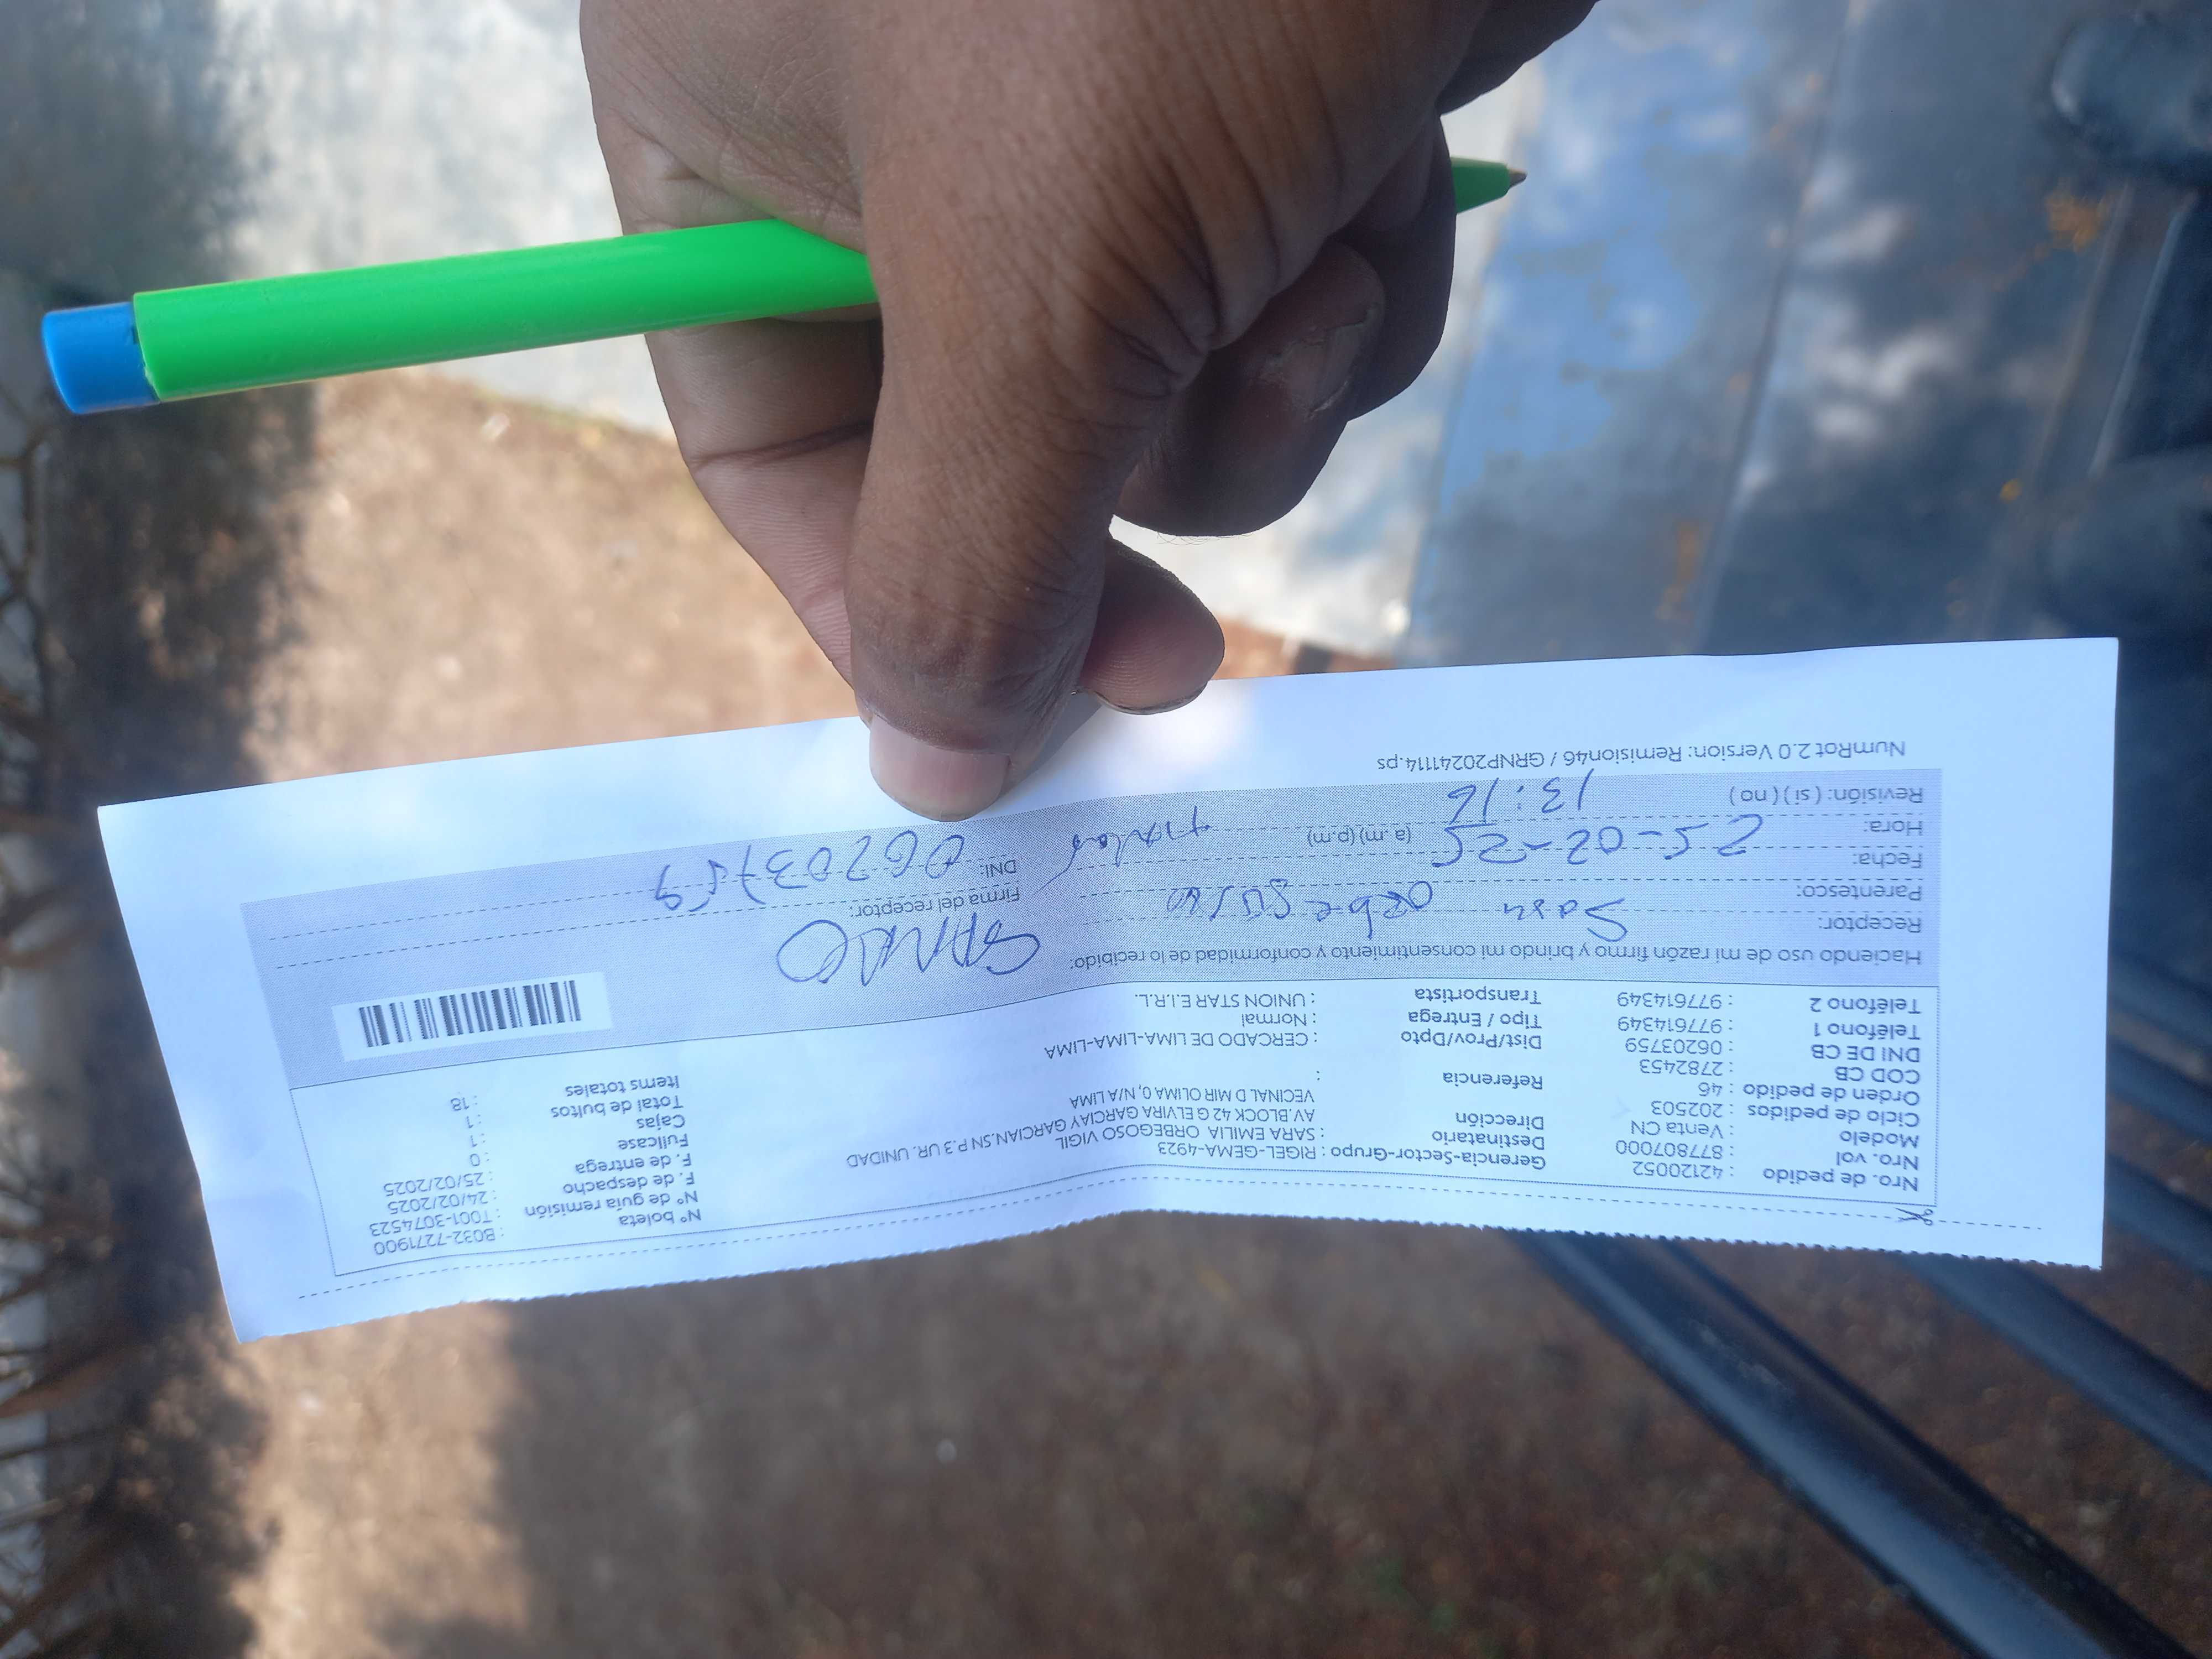 Nro. de pedido : 42120052 Gerencia-Sector-Grupo : RIGEL-GEMA-4923 N° boleta : B032-7271900
Nro. vol : 877807000 Destinatario : SARA EMILIA ORBEGOSO VIGIL N° de guía remisión : T001-3074523
Modelo : Venta CN Dirección AV.BLOCK 42 G ELVIRA GARCIAY GARCIAN.SN P.3 UR. UNIDAD F. de despacho : 24/02/2025
Ciclo de pedidos : 202503 VECINAL D MIR OLIMA 0, N/A LIMA F. de entrega : 25/02/2025
Orden de pedido : 46 Referencia : Fullcase : 0
COD CB : 2782453 Dist/Prov/Dpto : CERCADO DE LIMA-LIMA-LIMA Cajas : 1
DNI DE CB : 06203759 Tipo / Entrega : Normal Total de bultos : 1
Teléfono 1 : 977614349 Transportista : UNION STAR E.I.R.L. Items totales : 18
Teléfono 2 : 977614349
Haciendo uso de mi razón firmo y brindo mi consentimiento y conformidad de lo recibido:
Receptor: Sara Orbegoso
Parentesco: Titular
Firma del receptor:
Fecha: 25-02-25
DNI: 06203759
Hora: 13:16 (a.m) (p.m)
Revisión: ( si ) ( no )
NumRot 2.0 Version: Remision46 / GRNP20241114.ps